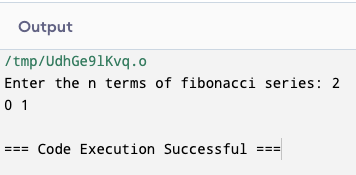 Output
/tmp/UdhGe9lKvq.o
Enter the n terms of fibonacci series: 2
0 1
=== Code Execution Successful ===